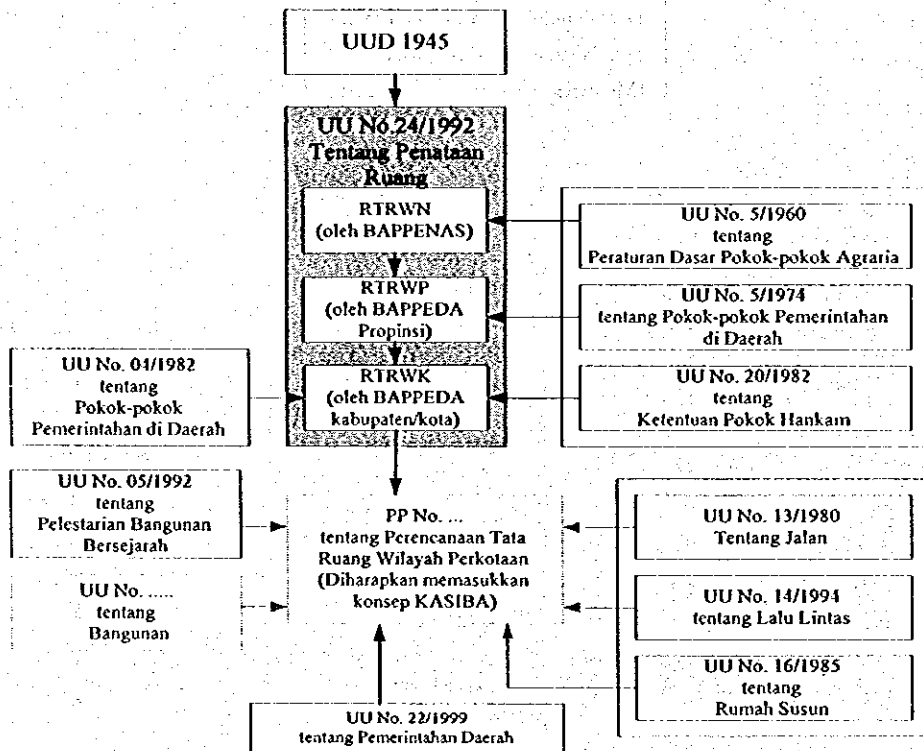 UUD 1945
UU No.24/1992
Tentang Penataan
Ruang
RTRWN
(oleh BAPPENAS)
RTRWP
(oleh BAPPEDA
Propinsi)
RTRWK
(oleh BAPPEDA
kabupaten/kota)
UU No. 5/1960
tentang
Peraturan Dasar Pokok-pokok Agraria
UU No. 5/1974
tentang Pokok-pokok Pemerintahan
di Daerah
UU No. 20/1982
tentang
Ketentuan Pokok Hankam
UU No. 04/1982
tentang
Pokok-pokok
Pemerintahan di Daerah
UU No. 05/1992
tentang
Pelestarian Bangunan
Bersejarah
UU No. .....
tentang
Bangunan
PP No. ...
tentang Perencanaan Tata
Ruang Wilayah Perkotaan
(Diharapkan memasukkan
konsep KASIBA)
UU No. 13/1980
Tentang Jalan
UU No. 14/1994
tentang Lalu Lintas
UU No. 16/1985
tentang
Rumah Susun
UU No. 22/1999
tentang Pemerintahan Daerah